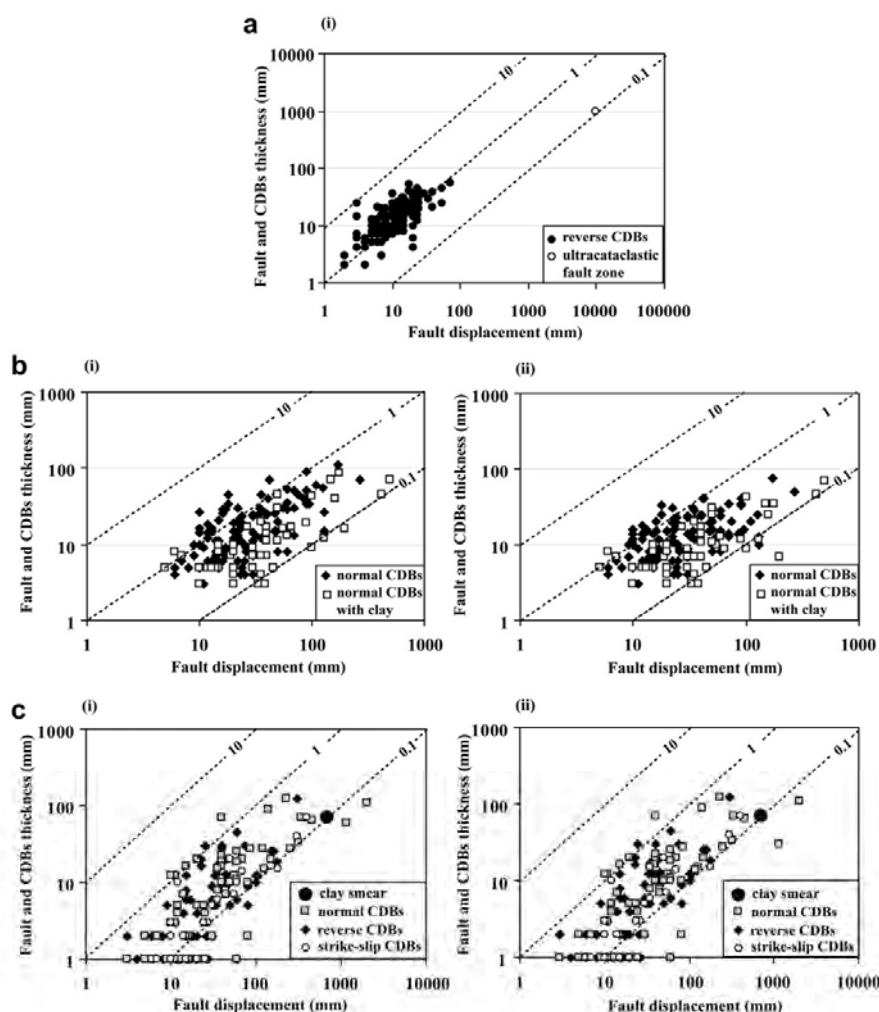 a
(i)
Fault and CDBs thickness (mm)
10000
1000
100
10
1
10
1
0.1
reverse CDBs
ultracataclastic
fault zone
1 10 100 1000 10000 100000
Fault displacement (mm)
b
(i)
Fault and CDBs thickness (mm)
1000
100
10
1
10
1
0.1
normal CDBs
normal CDBs
with clay
1 10 100 1000
Fault displacement (mm)
(ii)
Fault and CDBs thickness (mm)
1000
100
10
1
10
1
0.1
normal CDBs
normal CDBs
with clay
1 10 100 1000
Fault displacement (mm)
c
(i)
Fault and CDBs thickness (mm)
1000
100
10
1
10
1
0.1
clay smear
normal CDBs
reverse CDBs
strike-slip CDBs
1 10 100 1000 10000
Fault displacement (mm)
(ii)
Fault and CDBs thickness (mm)
1000
100
10
1
10
1
0.1
clay smear
normal CDBs
reverse CDBs
strike-slip CDBs
1 10 100 1000 10000
Fault displacement (mm)